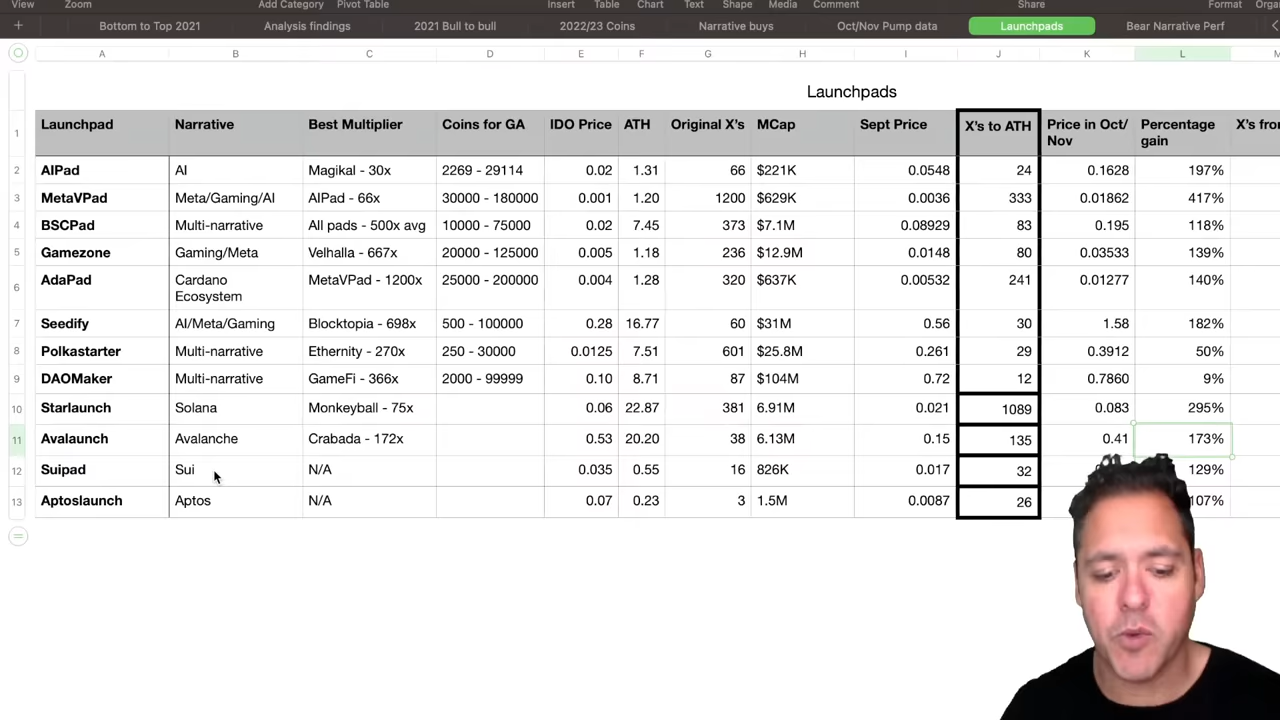 View Zoom Add Category Pivot Table Insert Table Chart Text Shape Media Comment Share Format
+ Bottom to Top 2021 Analysis findings 2021 Bull to bull 2022/23 Coins Narrative buys Oct/Nov Pump data Launchpads Bear Narrative Perf
A B C D E F G H I J K L
Launchpads
1 Launchpad Narrative Best Multiplier Coins for GA IDO Price ATH Original X's MCap Sept Price X's to ATH Price in Oct/ Percentage X's from
Nov gain
2 AIPad AI Magikal - 30x 2269 - 29114 0.02 1.31 66 $221K 0.0548 24 0.1628 197%
3 MetaVPad Meta/Gaming/AI AIPad - 66x 30000 - 180000 0.001 1.20 1200 $629K 0.0036 333 0.01862 417%
4 BSCPad Multi-narrative All pads - 500x avg 10000 - 75000 0.02 7.45 373 $7.1M 0.08929 83 0.195 118%
5 Gamezone Gaming/Meta Velhalla - 667x 20000 - 125000 0.005 1.18 236 $12.9M 0.0148 80 0.03533 139%
6 AdaPad Cardano MetaVPad - 1200x 25000 - 200000 0.004 1.28 320 $637K 0.00532 241 0.01277 140%
Ecosystem
7 Seedify AI/Meta/Gaming Blocktopia - 698x 500 - 100000 0.28 16.77 60 $31M 0.56 30 1.58 182%
8 Polkastarter Multi-narrative Ethernity - 270x 250 - 30000 0.0125 7.51 601 $25.8M 0.261 29 0.3912 50%
9 DAOMaker Multi-narrative GameFi - 366x 2000 - 99999 0.10 8.71 87 $104M 0.72 12 0.7860 9%
10 Starlaunch Solana Monkeyball - 75x 0.06 22.87 381 6.91M 0.021 1089 0.083 295%
11 Avalaunch Avalanche Crabada - 172x 0.53 20.20 38 6.13M 0.15 135 0.41 173%
12 Suipad Sui N/A 0.035 0.55 16 826K 0.017 32 129%
13 Aptoslaunch Aptos N/A 0.07 0.23 3 1.5M 0.0087 26 107%